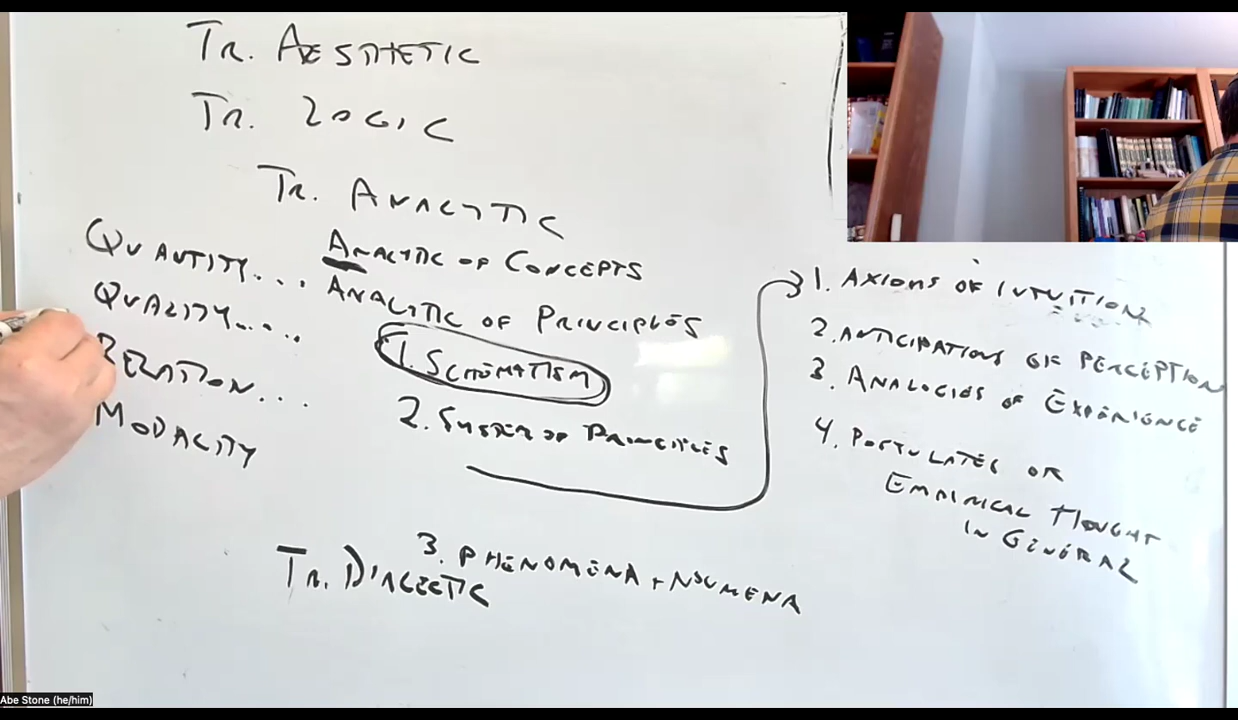 Tr. AESTHETIC
Tr. LOGIC
Tr. ANALYTIC
QUANTITY...
QUALITY.....
RELATION...
MODALITY
ANALYTIC OF CONCEPTS
ANALYTIC OF PRINCIPLES
1. SCHEMATISM
2. SYSTEM OF PRINCIPLES
3. PHENOMENA + NOUMENA
Tr. DIALECTIC
1. AXIOMS OF INTUITION
2. ANTICIPATIONS OF PERCEPTION
3. ANALOGIES OF EXPERIENCE
4. POSTULATES OF
EMPIRICAL THOUGHT
IN GENERAL
Abe Stone (he/him)